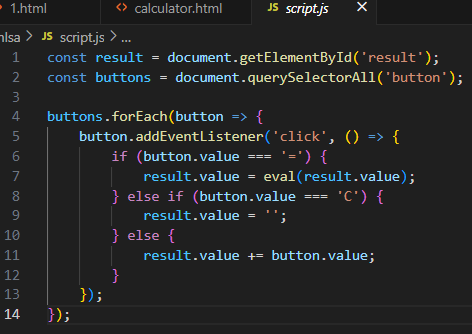 1.html calculator.html JS script.js ✕
nlsa > JS script.js > ...
1 const result = document.getElementById('result');
2 const buttons = document.querySelectorAll('button');
3
4 buttons.forEach(button => {
5     button.addEventListener('click', () => {
6         if (button.value === '=') {
7             result.value = eval(result.value);
8         } else if (button.value === 'C') {
9             result.value = '';
10         } else {
11             result.value += button.value;
12         }
13     });
14 });